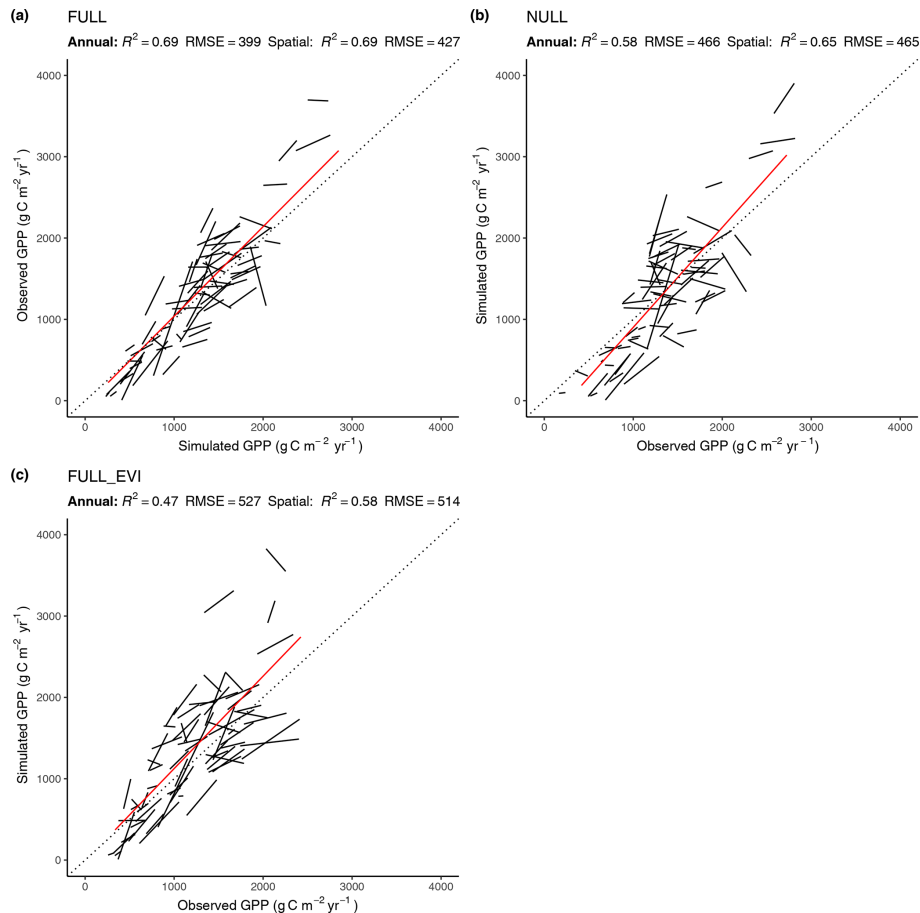 (a) FULL
Annual: R² = 0.69 RMSE = 399 Spatial: R² = 0.69 RMSE = 427
4000
3000
2000
1000
0
Observed GPP (g C m⁻² yr⁻¹)
0 1000 2000 3000 4000
Simulated GPP (g C m⁻² yr⁻¹)
(b) NULL
Annual: R² = 0.58 RMSE = 466 Spatial: R² = 0.65 RMSE = 465
4000
3000
2000
1000
0
Simulated GPP (g C m⁻² yr⁻¹)
0 1000 2000 3000 4000
Observed GPP (g C m⁻² yr⁻¹)
(c) FULL_EVI
Annual: R² = 0.47 RMSE = 527 Spatial: R² = 0.58 RMSE = 514
4000
3000
2000
1000
0
Simulated GPP (g C m⁻² yr⁻¹)
0 1000 2000 3000 4000
Observed GPP (g C m⁻² yr⁻¹)